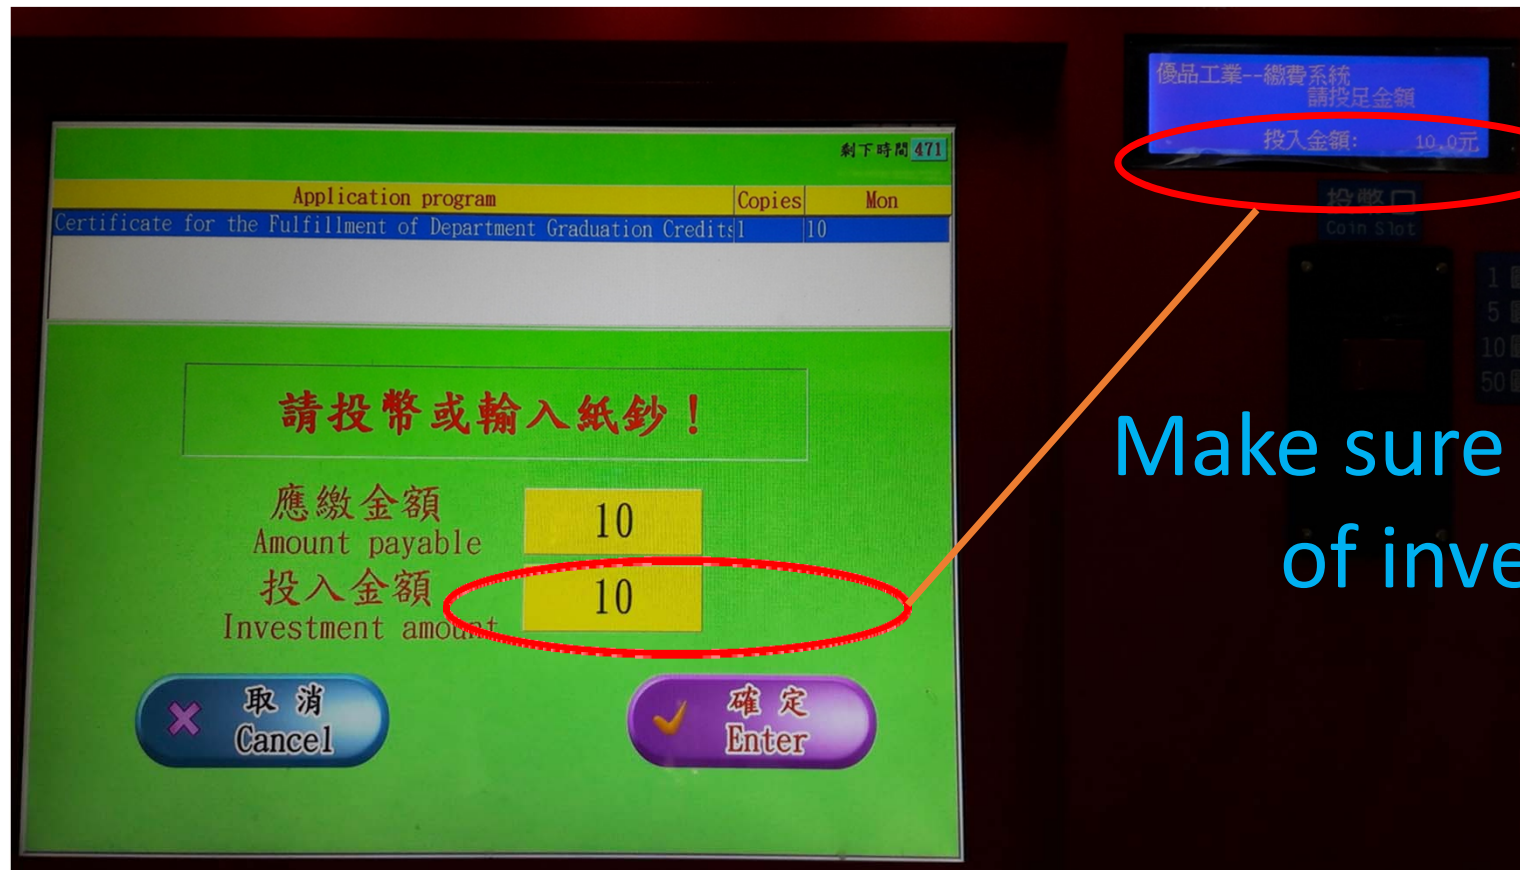 剩下時間 471
Application program Copies Mon
Certificate for the Fulfillment of Department Graduation Credits 1 10
請投幣或輸入紙鈔！
應繳金額
Amount payable
10
投入金額
Investment amount
10
取消
Cancel
確定
Enter
優品工業--繳費系統
請投足金額
投入金額: 10.0元
投幣口
Coin Slot
1
5
10
50
Make sure
of inve